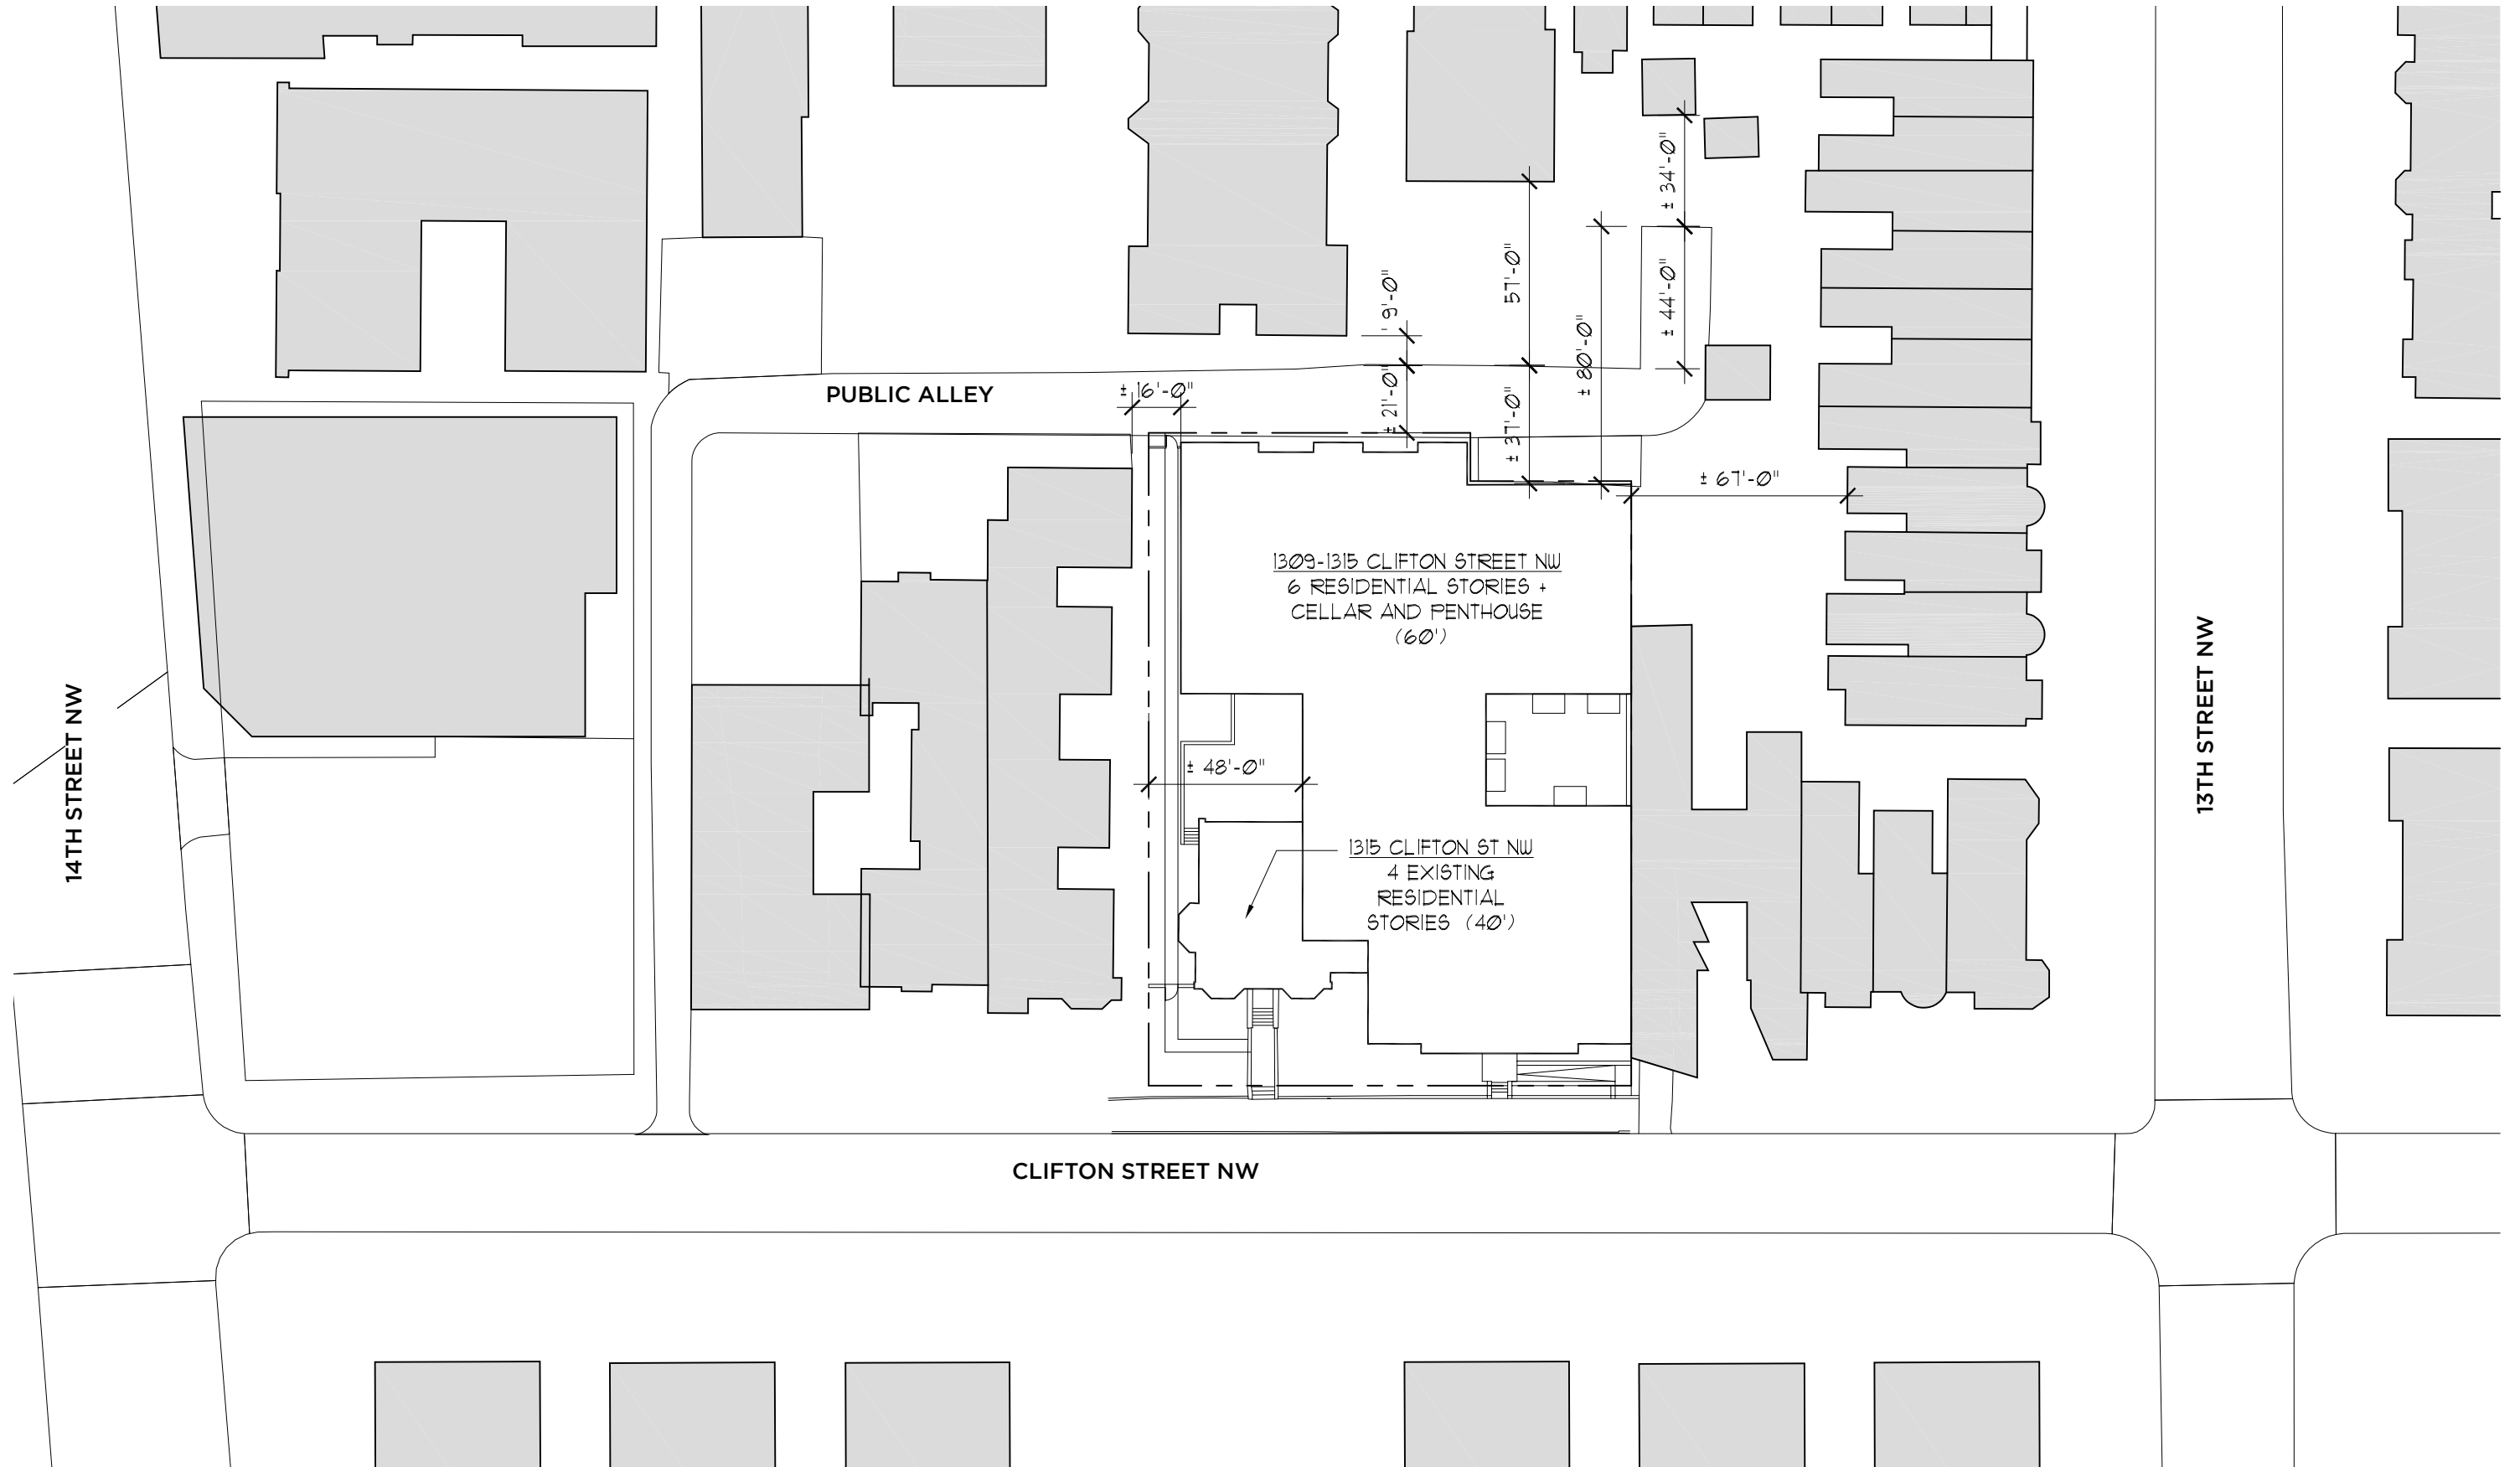 ± 34'-0"
57'-0"
9'-0"
± 44'-0"
± 80'-0"
PUBLIC ALLEY
± 16'-0"
± 21'-0"
± 37'-0"
± 67'-0"
1309-1315 CLIFTON STREET NW
6 RESIDENTIAL STORIES +
CELLAR AND PENTHOUSE
(60')
14TH STREET NW
13TH STREET NW
± 48'-0"
1315 CLIFTON ST NW
4 EXISTING
RESIDENTIAL
STORIES (40')
CLIFTON STREET NW